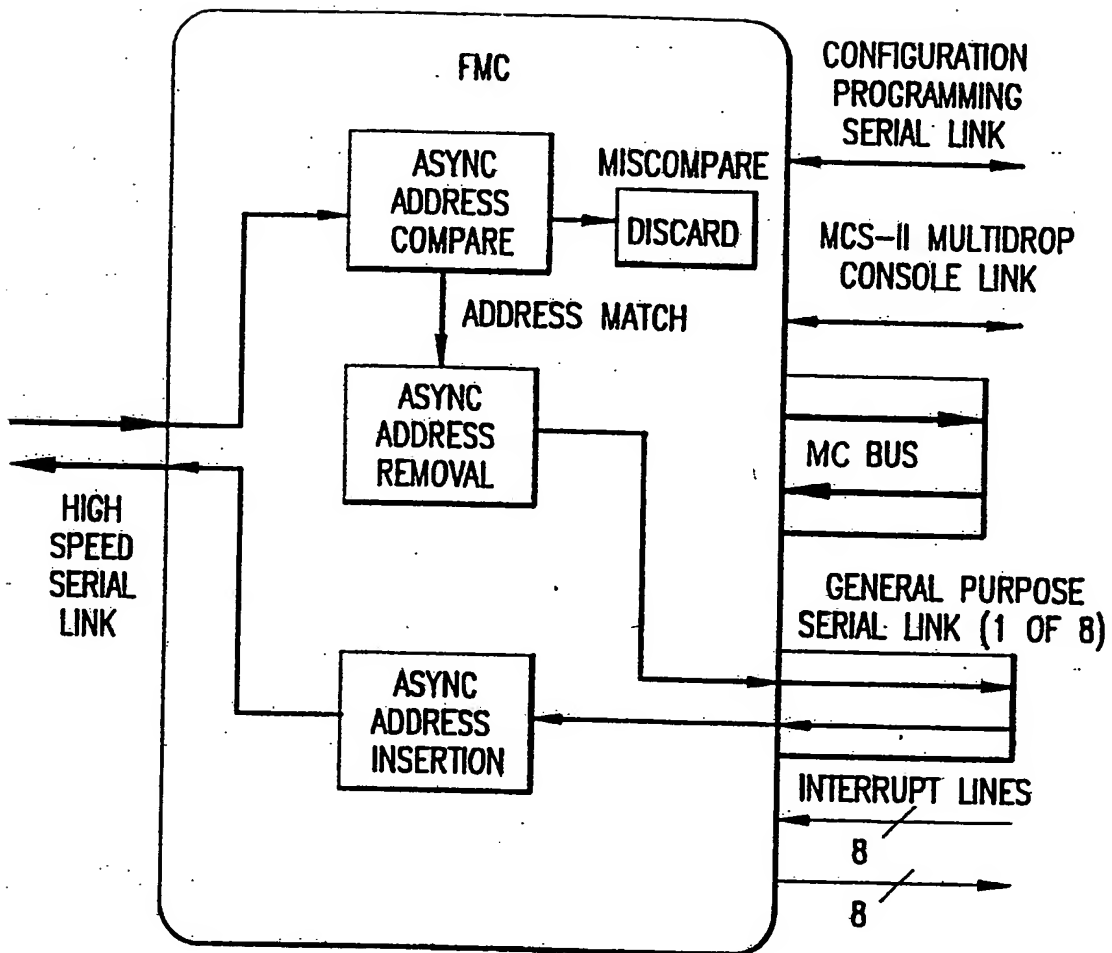 FMC
CONFIGURATION
PROGRAMMING
SERIAL LINK
ASYNC
ADDRESS
COMPARE
MISCOMPARE
DISCARD
MCS-II MULTIDROP
CONSOLE LINK
ADDRESS MATCH
ASYNC
ADDRESS
REMOVAL
MC BUS
HIGH
SPEED
SERIAL
LINK
GENERAL PURPOSE
SERIAL LINK (1 OF 8)
ASYNC
ADDRESS
INSERTION
INTERRUPT LINES
8
8